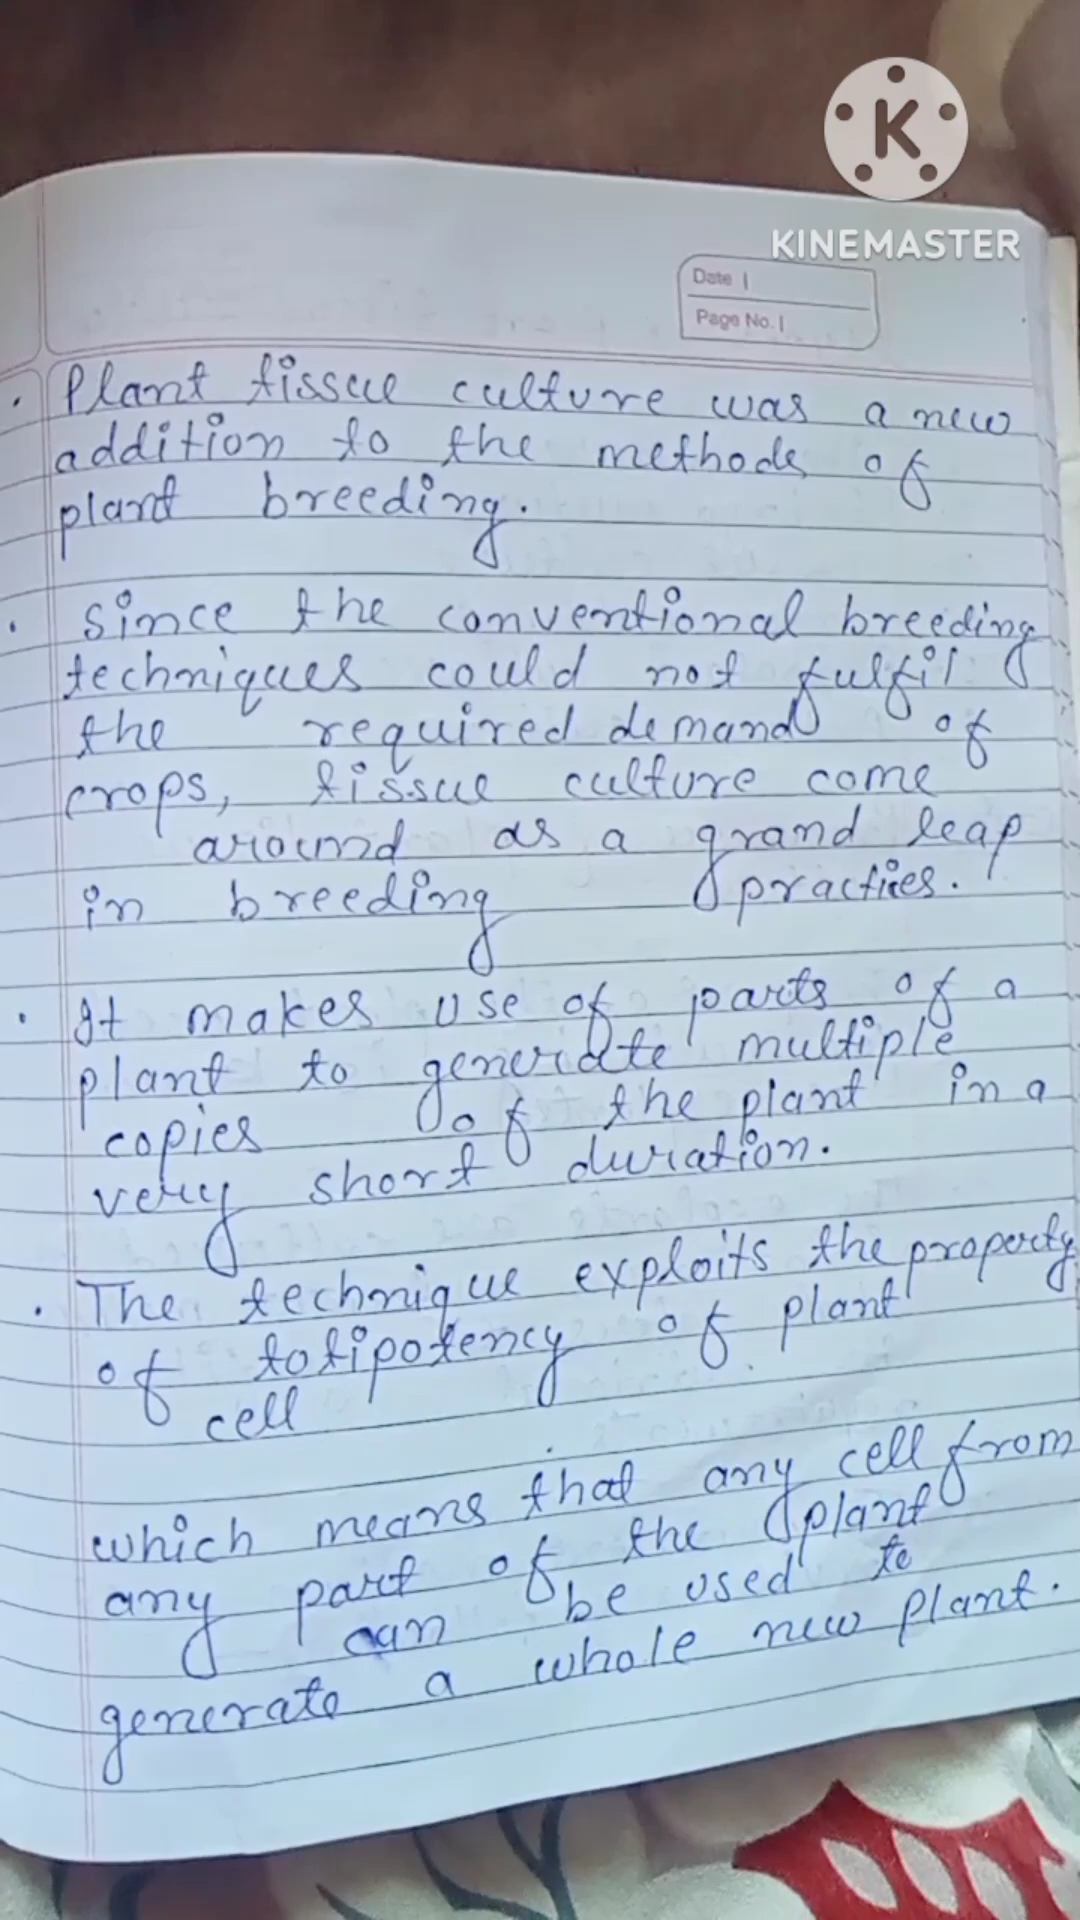 KINEMASTER
Date
Page No.
. Plant tissue culture was a new
addition to the methods of
plant breeding.
. Since the conventional breeding
techniques could not fulfil
the required demand of
crops, tissue culture come
around as a grand leap
in breeding practies.
. It makes use of parts of a
plant to generate multiple
copies of the plant in a
very short duration.
. The technique exploits the property
of totipotency of plant
cell
which means that any cell from
any part of the plant
can be used to
generate a whole new plant.